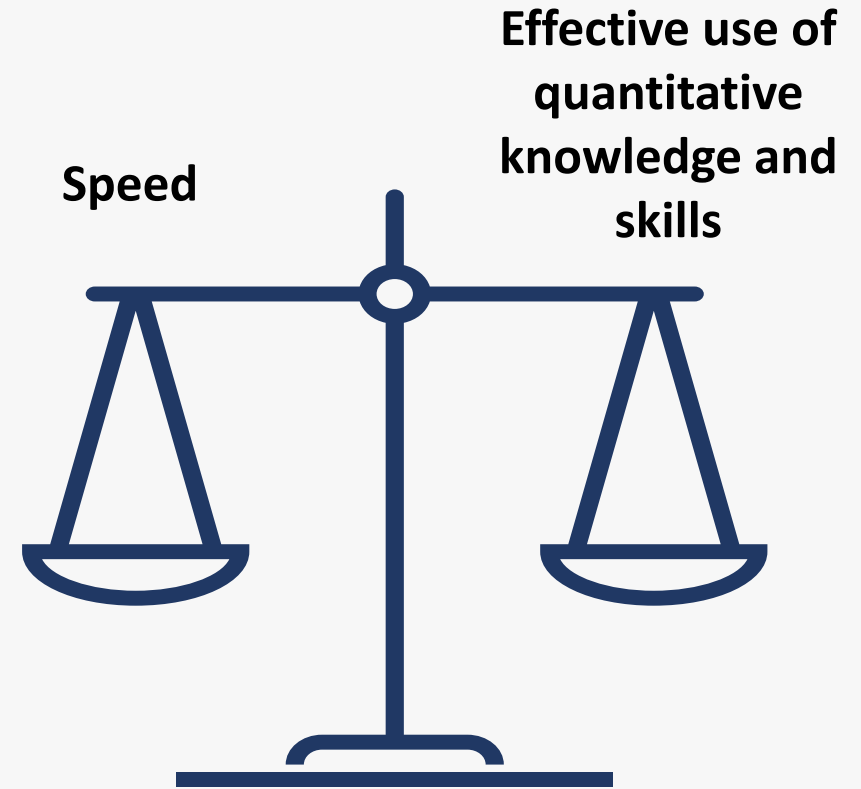 Speed
Effective use of
quantitative
knowledge and
skills